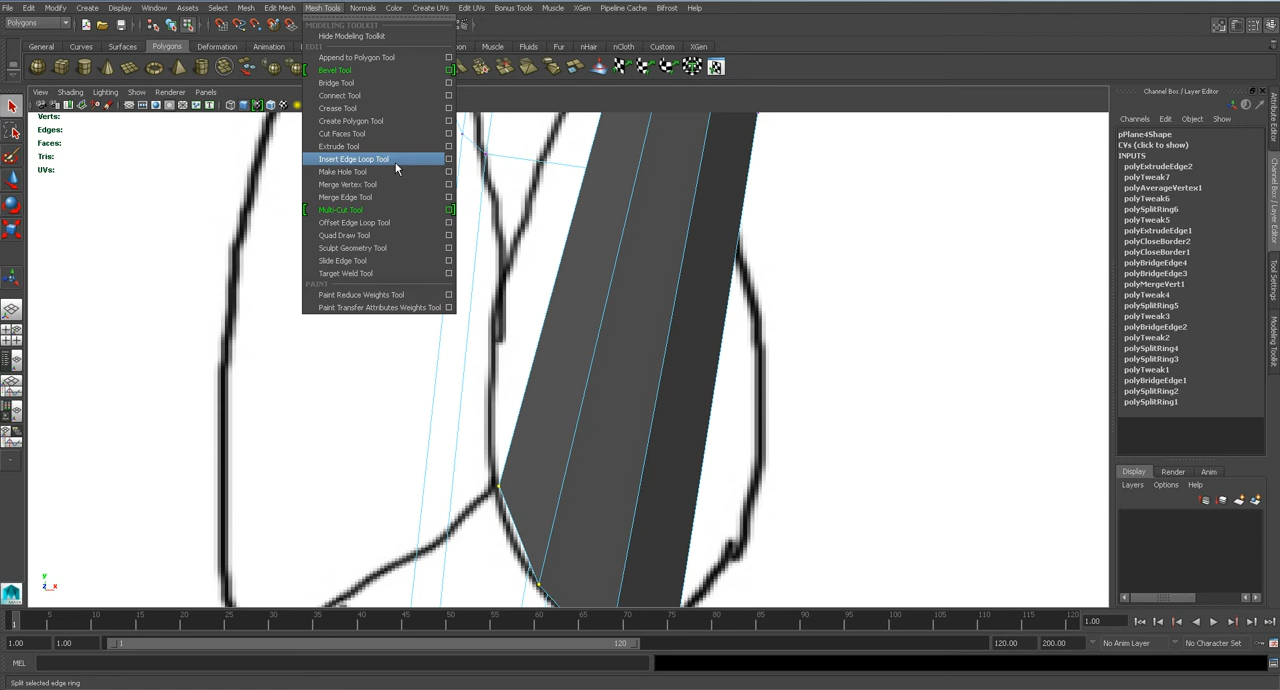 File Edit Modify Create Display Window Assets Select Mesh Edit Mesh Mesh Tools Normals Color Create UVs Edit UVs Bonus Tools Muscle XGen Pipeline Cache Bifrost Help
Polygons
MODELING TOOLKIT
Hide Modeling Toolkit
EDIT
Append to Polygon Tool
Bevel Tool
Bridge Tool
Connect Tool
Crease Tool
Create Polygon Tool
Cut Faces Tool
Extrude Tool
Insert Edge Loop Tool
Make Hole Tool
Merge Vertex Tool
Merge Edge Tool
Multi-Cut Tool
Offset Edge Loop Tool
Quad Draw Tool
Sculpt Geometry Tool
Slide Edge Tool
Target Weld Tool
PAINT
Paint Reduce Weights Tool
Paint Transfer Attributes Weights Tool
General Curves Surfaces Polygons Deformation Animation Muscle Fluids Fur nHair nCloth Custom XGen
View Shading Lighting Show Renderer Panels
Verts:
Edges:
Faces:
Tris:
UVs:
Channel Box / Layer Editor
Channels Edit Object Show
pPlane4Shape
CVs (click to show)
INPUTS
polyExtrudeEdge2
polyTweak7
polyAverageVertex1
polyTweak6
polySplitRing6
polyTweak5
polyExtrudeEdge1
polyCloseBorder2
polyCloseBorder1
polyBridgeEdge4
polyBridgeEdge3
polyMergeVert1
polyTweak4
polySplitRing5
polyTweak3
polyBridgeEdge2
polyTweak2
polySplitRing4
polySplitRing3
polyTweak1
polyBridgeEdge1
polySplitRing2
polySplitRing1
Attribute Editor
Channel Box / Layer Editor
Tool Settings
Modeling Toolkit
Display Render Anim
Layers Options Help
y
z x
5 10 15 20 25 30 35 40 45 50 55 60 65 70 75 80 85 90 95 100 105 110 115 120
1 1.00
1.00 1.00 1 120 120.00 200.00 No Anim Layer No Character Set
MEL
Split selected edge ring